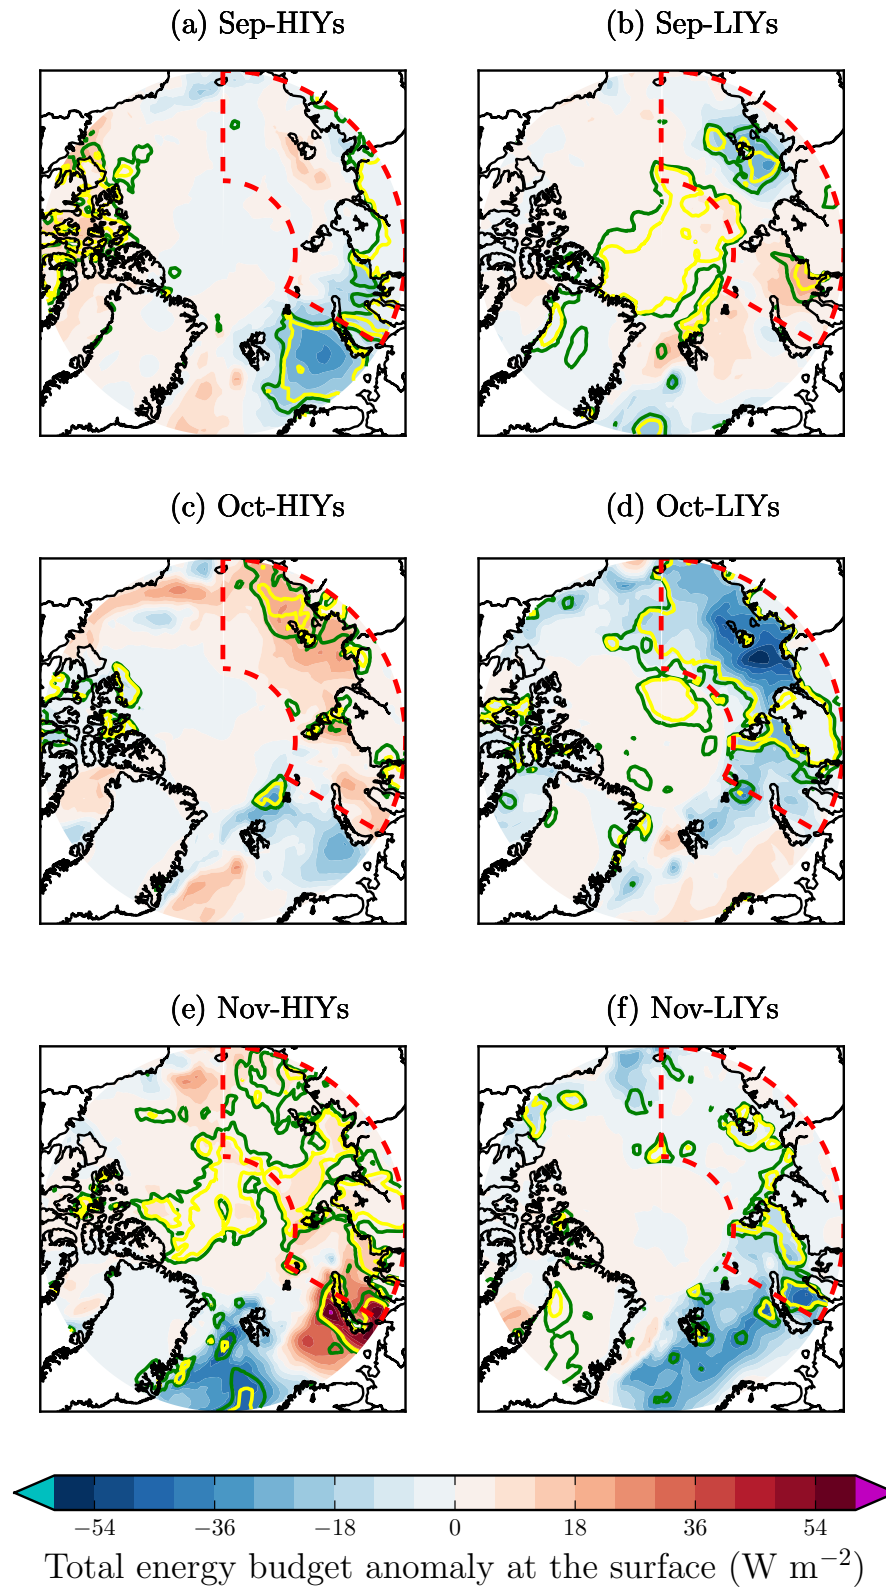 (a) Sep-HIYs
(b) Sep-LIYs
(c) Oct-HIYs
(d) Oct-LIYs
(e) Nov-HIYs
(f) Nov-LIYs
−54 −36 −18 0 18 36 54
Total energy budget anomaly at the surface (W m⁻²)